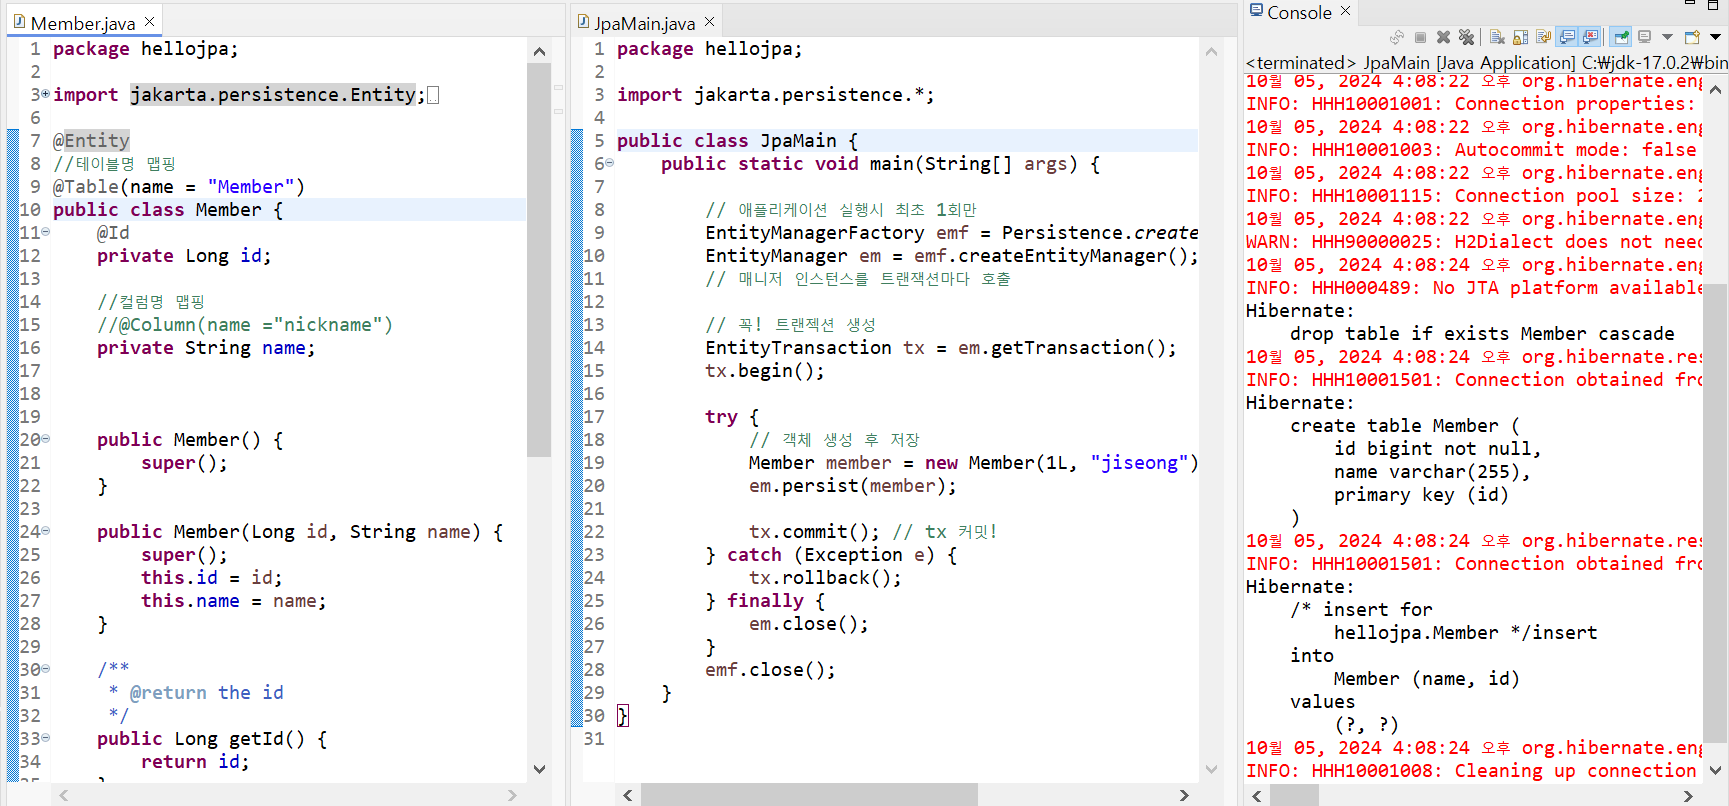 Member.java
1 package hellojpa;
2
3 import jakarta.persistence.Entity;
6
7 @Entity
8 //테이블명 맵핑
9 @Table(name = "Member")
10 public class Member {
11 @Id
12 private Long id;
13
14 //컬럼명 맵핑
15 //@Column(name ="nickname")
16 private String name;
17
18
19
20 public Member() {
21 super();
22 }
23
24 public Member(Long id, String name) {
25 super();
26 this.id = id;
27 this.name = name;
28 }
29
30 /**
31 * @return the id
32 */
33 public Long getId() {
34 return id;
JpaMain.java
1 package hellojpa;
2
3 import jakarta.persistence.*;
4
5 public class JpaMain {
6 public static void main(String[] args) {
7
8 // 애플리케이션 실행시 최초 1회만
9 EntityManagerFactory emf = Persistence.create
10 EntityManager em = emf.createEntityManager();
11 // 매니저 인스턴스를 트랜잭션마다 호출
12
13 // 꼭! 트랜젝션 생성
14 EntityTransaction tx = em.getTransaction();
15 tx.begin();
16
17 try {
18 // 객체 생성 후 저장
19 Member member = new Member(1L, "jiseong")
20 em.persist(member);
21
22 tx.commit(); // tx 커밋!
23 } catch (Exception e) {
24 tx.rollback();
25 } finally {
26 em.close();
27 }
28 emf.close();
29 }
30 }
31
Console
<terminated> JpaMain [Java Application] C:₩jdk-17.0.2₩bin
10월 05, 2024 4:08:22 오후 org.hibernate.eng
INFO: HHH10001001: Connection properties:
10월 05, 2024 4:08:22 오후 org.hibernate.eng
INFO: HHH10001003: Autocommit mode: false
10월 05, 2024 4:08:22 오후 org.hibernate.eng
INFO: HHH10001115: Connection pool size: 2
10월 05, 2024 4:08:22 오후 org.hibernate.eng
WARN: HHH90000025: H2Dialect does not need
10월 05, 2024 4:08:24 오후 org.hibernate.eng
INFO: HHH000489: No JTA platform available
Hibernate:
drop table if exists Member cascade
10월 05, 2024 4:08:24 오후 org.hibernate.res
INFO: HHH10001501: Connection obtained fro
Hibernate:
create table Member (
id bigint not null,
name varchar(255),
primary key (id)
)
10월 05, 2024 4:08:24 오후 org.hibernate.res
INFO: HHH10001501: Connection obtained fro
Hibernate:
/* insert for
hellojpa.Member */insert
into
Member (name, id)
values
(?, ?)
10월 05, 2024 4:08:24 오후 org.hibernate.eng
INFO: HHH10001008: Cleaning up connection